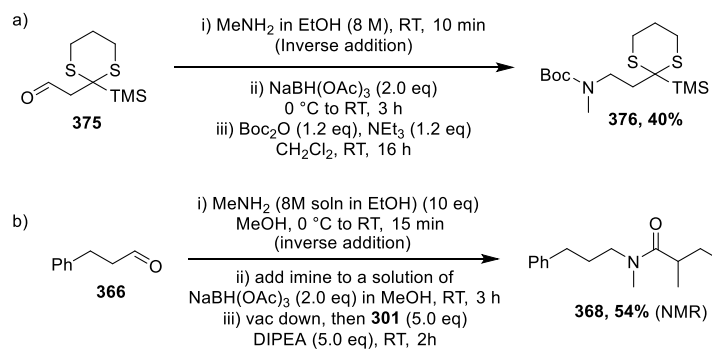 a)
i) MeNH₂ in EtOH (8 M), RT, 10 min
(Inverse addition)
S S
O
TMS
375
ii) NaBH(OAc)₃ (2.0 eq)
0 °C to RT, 3 h
iii) Boc₂O (1.2 eq), NEt₃ (1.2 eq)
CH₂Cl₂, RT, 16 h
S S
Boc N
TMS
376, 40%
b)
i) MeNH₂ (8M soln in EtOH) (10 eq)
MeOH, 0 °C to RT, 15 min
(inverse addition)
Ph O
366
ii) add imine to a solution of
NaBH(OAc)₃ (2.0 eq) in MeOH, RT, 3 h
iii) vac down, then 301 (5.0 eq)
DIPEA (5.0 eq), RT, 2h
O
Ph N
368, 54% (NMR)